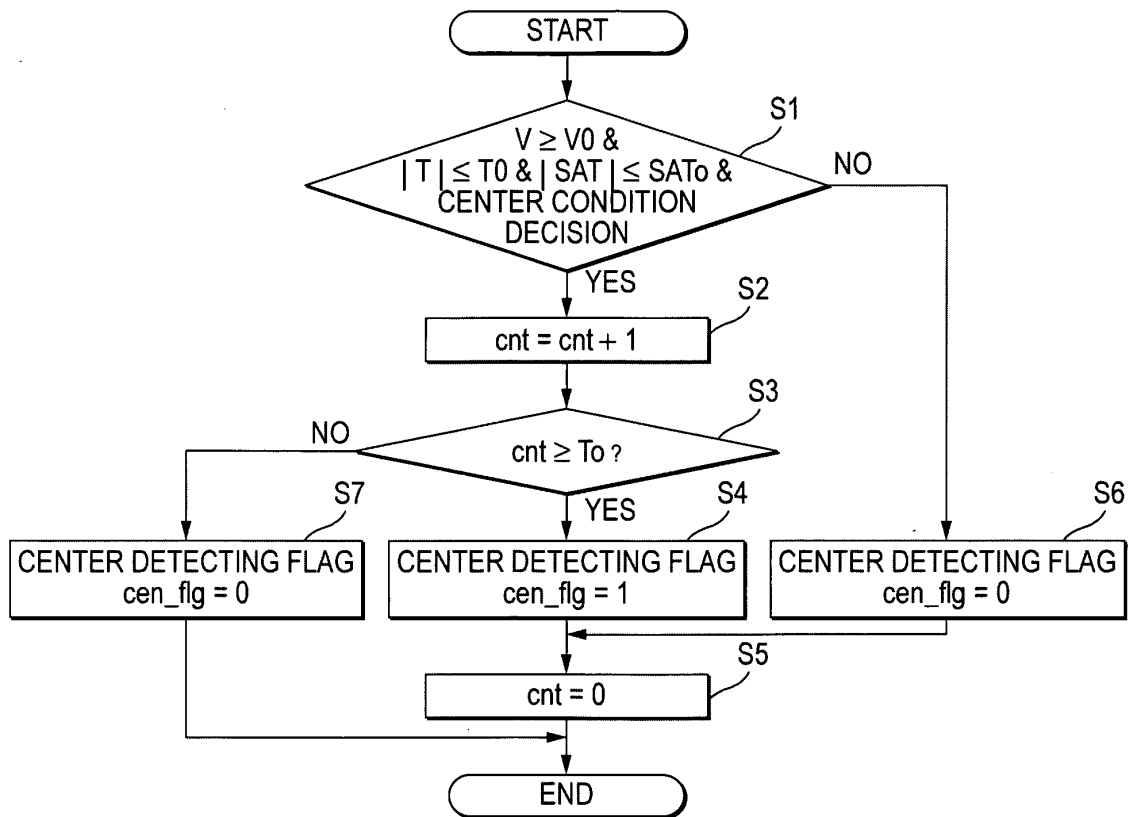 START
S1
V ≥ V0 &
| T | ≤ T0 & | SAT | ≤ SATo &
CENTER CONDITION
DECISION
NO
YES
S2
cnt = cnt + 1
S3
NO
cnt ≥ To ?
YES
S7
S4
S6
CENTER DETECTING FLAG
cen_flg = 0
CENTER DETECTING FLAG
cen_flg = 1
CENTER DETECTING FLAG
cen_flg = 0
S5
cnt = 0
END